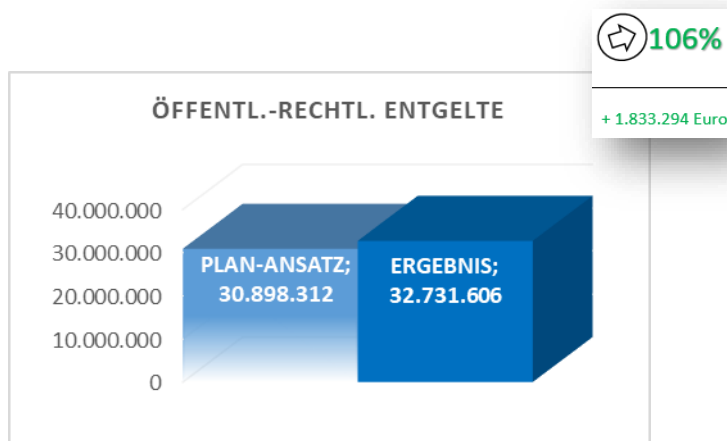 106%
+ 1.833.294 Euro
ÖFFENTL.-RECHTL. ENTGELTE
40.000.000
30.000.000
20.000.000
10.000.000
0
PLAN-ANSATZ;
30.898.312
ERGEBNIS;
32.731.606